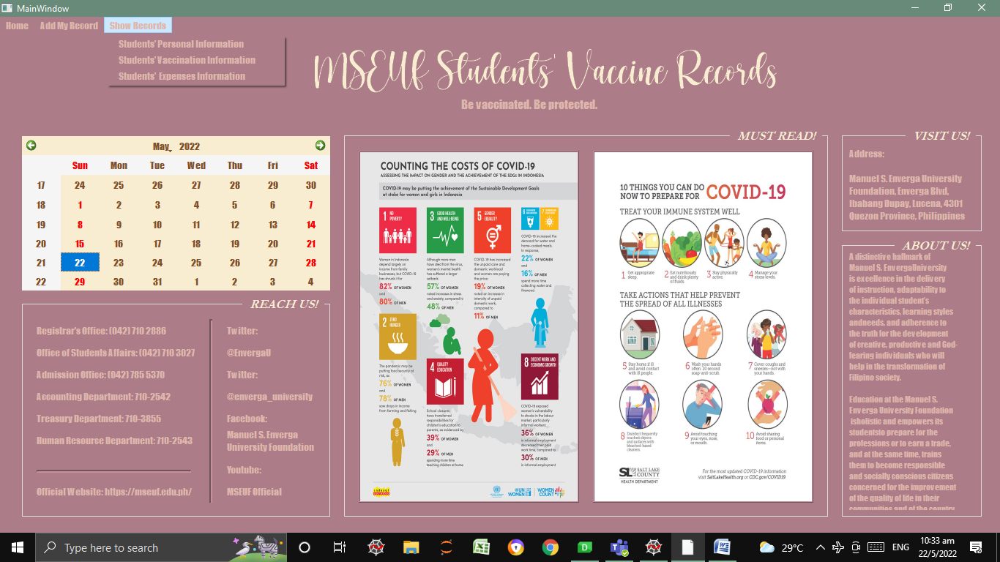 MainWindow
Home Add My Record Show Records
Students' Personal Information
Students' Vaccination Information
Students' Expenses Information
MSEUF Students' Vaccine Records
Be vaccinated. Be protected.
May, 2022
Sun Mon Tue Wed Thu Fri Sat
17 24 25 26 27 28 29 30
18 1 2 3 4 5 6 7
19 8 9 10 11 12 13 14
20 15 16 17 18 19 20 21
21 22 23 24 25 26 27 28
22 29 30 31 1 2 3 4
REACH US!
Registrar's Office: (042) 710 2886
Office of Students Affairs: (042) 710 3027
Admission Office: (042) 785 5370
Accounting Department: 710-2542
Treasury Department: 710-3855
Human Resource Department: 710-2543
Official Website: https://mseuf.edu.ph/
Twitter:
@EnvergaU
Twitter:
@enverga_university
Facebook:
Manuel S. Enverga
University Foundation
Youtube:
MSEUF Official
MUST READ!
COUNTING THE COSTS OF COVID-19
ASSESSING THE IMPACT ON GENDER AND THE ACHIEVEMENT OF THE SDGs IN INDONESIA
COVID-19 may be putting the achievement of the Sustainable Development Goals
at stake for women and girls in Indonesia
1 NO
POVERTY
Women in Indonesia
depend largely on
income from family
businesses, but COVID-19
has shrunk it for
82% OF WOMEN
and
80% OF MEN
3 GOOD HEALTH
AND WELL-BEING
Although more men
have died from the virus,
women's mental health
has suffered a larger
setback
57% OF WOMEN
noted increases in stress
and anxiety, compared to
48% OF MEN
5 GENDER
EQUALITY
COVID-19 has increased
the unpaid care and
domestic workload
and women are paying
the price:
19% OF WOMEN
noted an increase in
intensity of unpaid
domestic work,
compared to
11% OF MEN
6
7
COVID-19 increased the
demand for water and
home-cooked meals.
In response,
22% OF WOMEN
and
16% OF MEN
spend more time
collecting water and
firewood
2 ZERO
HUNGER
The pandemic may be
putting food security at
risk, as
76% OF WOMEN
and
78% OF MEN
saw drops in income
from farming and fishing
4 QUALITY
EDUCATION
School closures
have transferred
responsibilities for
children's education to
parents, as evidenced by
39% OF WOMEN
and
29% OF MEN
spending more time
teaching children at home
8 DECENT WORK AND
ECONOMIC GROWTH
COVID-19 exposed
women's vulnerability
to shocks in the labour
market, particularly
informal workers.
36% OF WOMEN
in informal employment
decreased their paid
work time, compared to
30% OF MEN
in informal employment
UN
WOMEN
WOMEN
COUNT
10 THINGS YOU CAN DO
NOW TO PREPARE FOR COVID-19
TREAT YOUR IMMUNE SYSTEM WELL
1 Get appropriate
sleep.
2 Eat nutritiously
and drink plenty
of fluids.
3 Stay physically
active.
4 Manage your
stress levels.
TAKE ACTIONS THAT HELP PREVENT
THE SPREAD OF ALL ILLNESSES
5 Stay home if ill
and avoid contact
with ill people.
6 Wash your hands
often: 20 second
soap-and-scrub.
7 Cover coughs and
sneezes—not with
your hands.
8 Disinfect frequently
touched objects
and surfaces with
bleached-based
cleaners.
9 Avoid touching
your eyes, nose,
or mouth.
10 Avoid sharing
food or personal
items.
SL SALT LAKE
COUNTY
HEALTH DEPARTMENT
For the most updated COVID-19 information
visit SaltLakeHealth.org or CDC.gov/COVID19.
VISIT US!
Address:
Manuel S. Enverga University
Foundation, Enverga Blvd,
Ibabang Dupay, Lucena, 4301
Quezon Province, Philippines
ABOUT US!
A distinctive hallmark of
Manuel S. EnvergaUniversity
is excellence in the delivery
of instruction, adaptability to
the individual student's
characteristics, learning styles
andneeds, and adherence to
the truth for the development
of creative, productive and God-
fearing individuals who will
help in the transformation of
Filipino society.
Education at the Manuel S.
Enverga University Foundation
isholistic and empowers its
studentsto prepare for the
professions or to earn a trade,
and at the same time, trains
them to become responsible
and socially conscious citizens
concerned for the improvement
of the quality of life in their
communities and of the country
Type here to search
29°C
ENG
10:33 am
22/5/2022